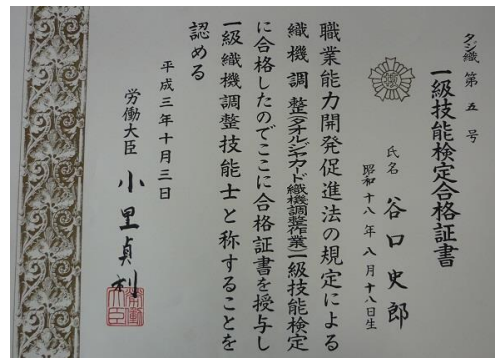 タジ織第五号
一級技能検定合格証書
氏名 谷口史郎
昭和十八年八月十八日生
職業能力開発促進法の規定による
織機調整(タオルジャカード織機調整作業)一級技能検定
に合格したのでここに合格証書を授与し
一級織機調整技能士と称することを
認める
平成三年十月三日
労働大臣 小里貞利
労働大臣